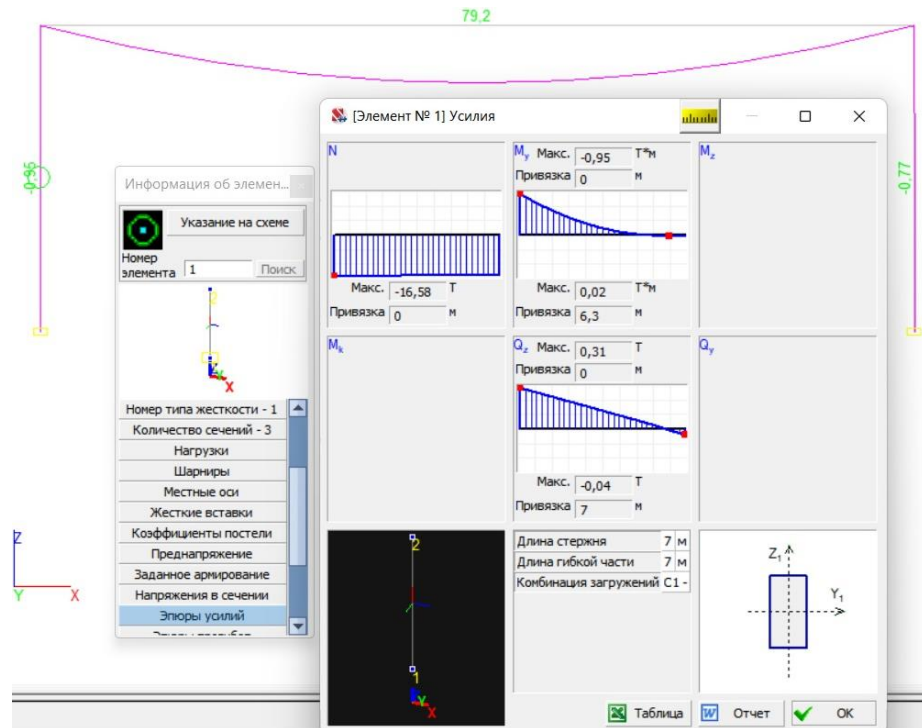 79,2
-0,95
-0,77
Информация об элемен...
Указание на схеме
Номер
элемента 1 Поиск
2
X
Номер типа жесткости - 1
Количество сечений - 3
Нагрузки
Шарниры
Местные оси
Жесткие вставки
Коэффициенты постели
Преднапряжение
Заданное армирование
Напряжения в сечении
Эпюры усилий
Z
Y X
[Элемент № 1] Усилия
N
Макс. -16,58 Т
Привязка 0 м
My Макс. -0,95 Т*м
Привязка 0 м
Макс. 0,02 Т*м
Привязка 6,3 м
Mz
Mk
Qz Макс. 0,31 Т
Привязка 0 м
Макс. -0,04 Т
Привязка 7 м
Qy
2
1
Y
X
Длина стержня 7 м
Длина гибкой части 7 м
Комбинация загружений C1 -
Z1
Y1
Таблица Отчет OK